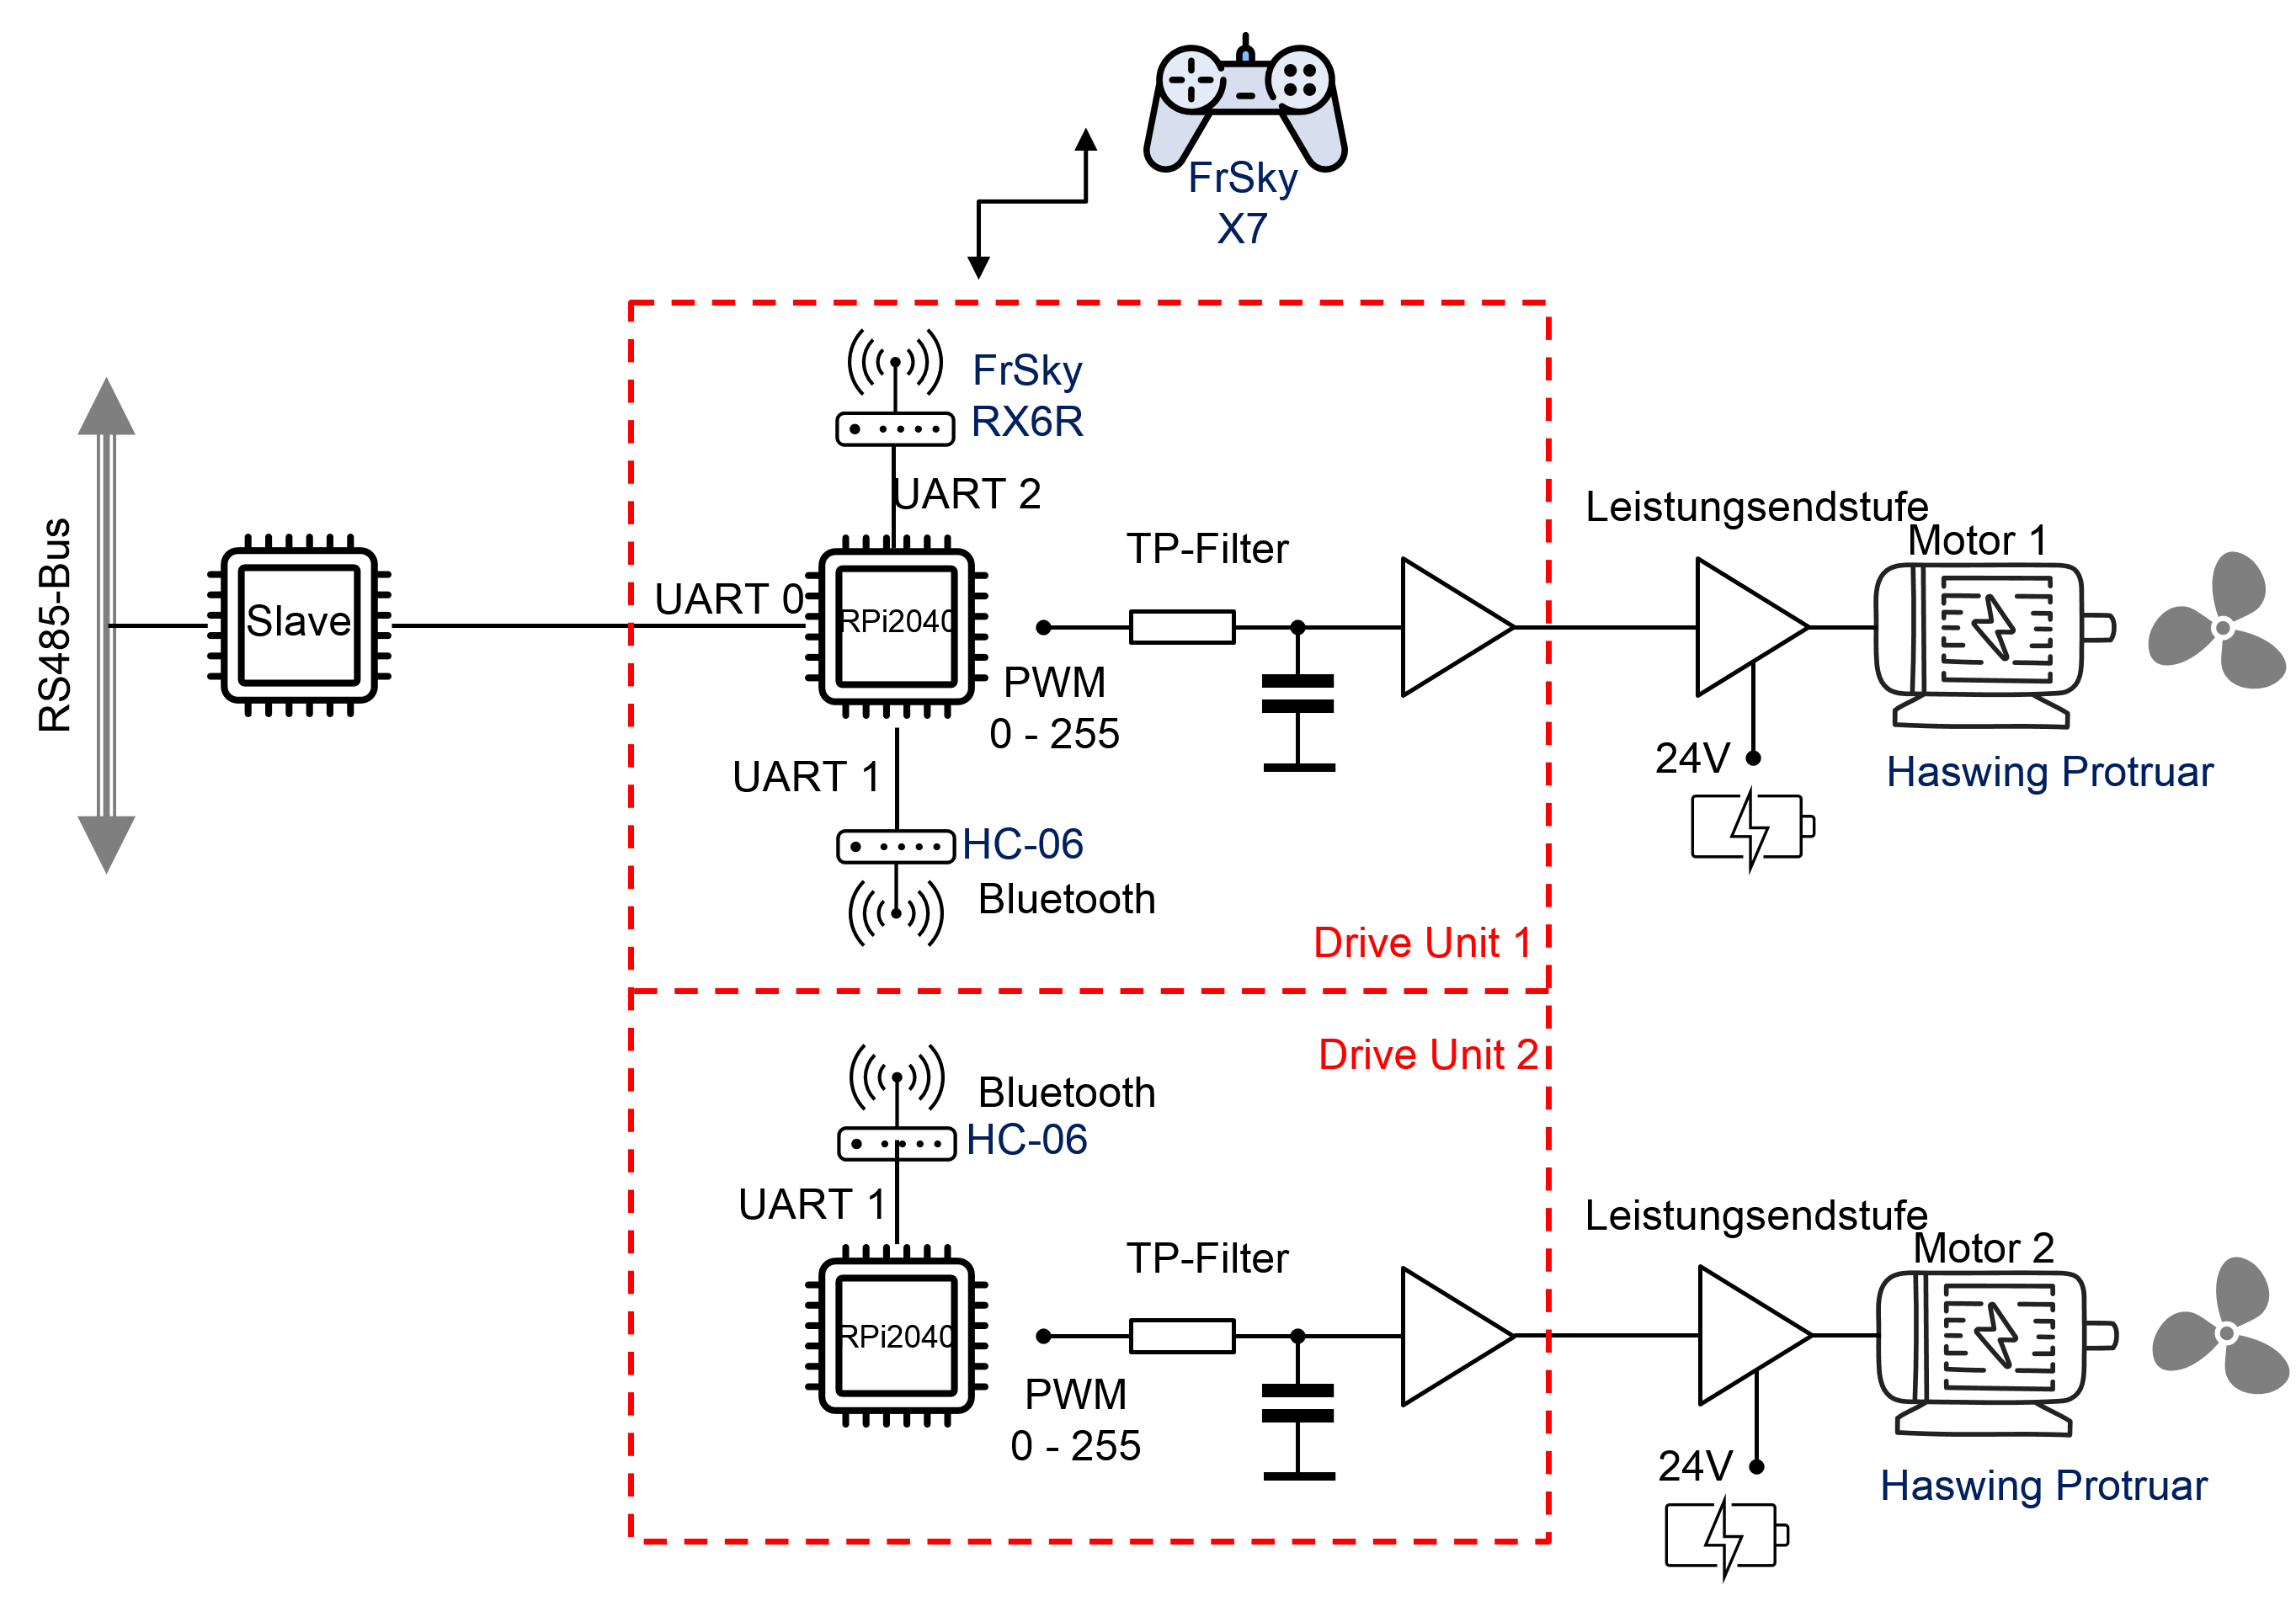 FrSky
X7
FrSky
RX6R
UART 2
Leistungsendstufe
Motor 1
TP-Filter
RS485-Bus
Slave
UART 0
RPi2040
PWM
0 - 255
24V
Haswing Protruar
UART 1
HC-06
Bluetooth
Drive Unit 1
Drive Unit 2
Bluetooth
HC-06
UART 1
Leistungsendstufe
Motor 2
TP-Filter
RPi2040
PWM
0 - 255
24V
Haswing Protruar